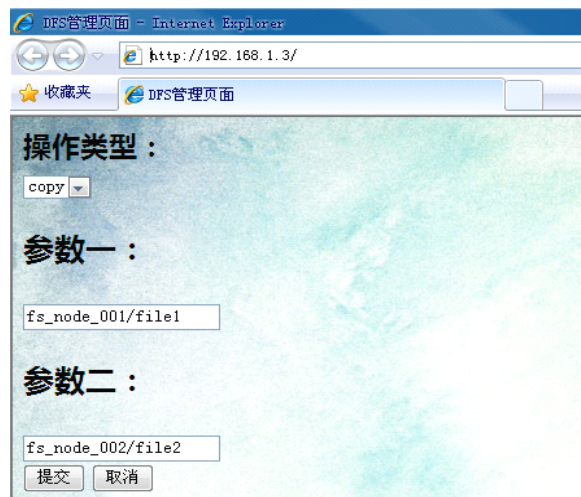 DFS管理页面 - Internet Explorer
http://192.168.1.3/
收藏夹 DFS管理页面
操作类型：
copy
参数一：
fs_node_001/file1
参数二：
fs_node_002/file2
提交 取消